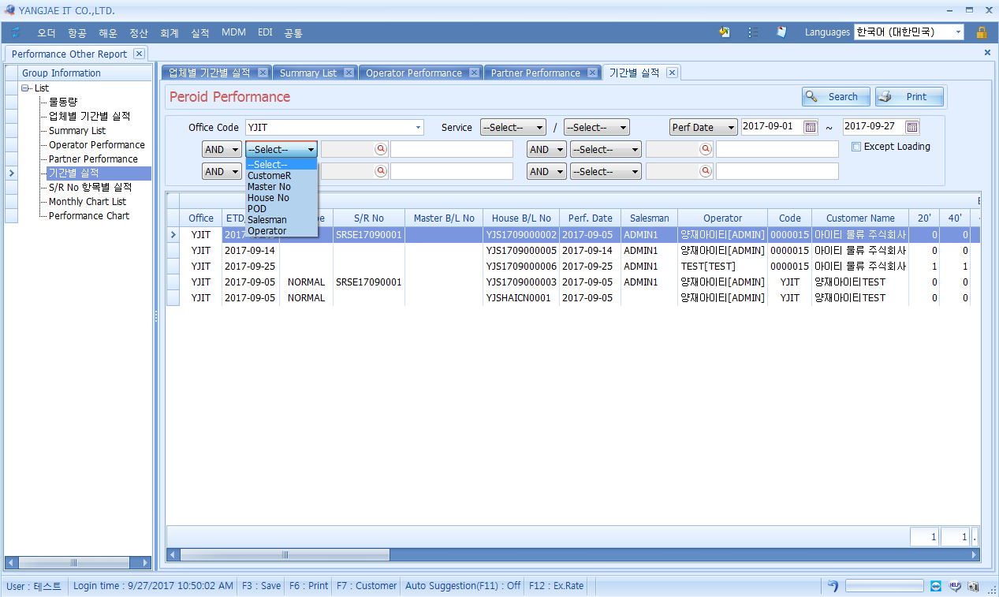 YANGJAE IT CO.,LTD.
오더 항공 해운 정산 회계 실적 MDM EDI 공통 Languages 한국어 (대한민국)
Performance Other Report
Group Information
List
물동량
업체별 기간별 실적
Summary List
Operator Performance
Partner Performance
기간별 실적
S/R No 항목별 실적
Monthly Chart List
Performance Chart
업체별 기간별 실적 Summary List Operator Performance Partner Performance 기간별 실적
Peroid Performance Search Print
Office Code YJIT Service --Select-- / --Select-- Perf Date 2017-09-01 ~ 2017-09-27
AND --Select-- AND --Select-- Except Loading
AND AND --Select--
--Select--
CustomeR
Master No
House No
POD
Salesman
Operator
Office ETD S/R No Master B/L No House B/L No Perf. Date Salesman Operator Code Customer Name 20' 40'
YJIT SRSE17090001 YJS1709000002 2017-09-05 ADMIN1 양재아이티[ADMIN] 0000015 아이티 물류 주식회사 0 0
YJIT 2017-09-14 YJS1709000005 2017-09-14 ADMIN1 양재아이티[ADMIN] 0000015 아이티 물류 주식회사 0 0
YJIT 2017-09-25 YJS1709000006 2017-09-25 ADMIN1 TEST[TEST] 0000015 아이티 물류 주식회사 1 1
YJIT 2017-09-05 NORMAL SRSE17090001 YJS1709000003 2017-09-05 ADMIN1 양재아이티[ADMIN] YJIT 양재아이티TEST 0 0
YJIT 2017-09-05 NORMAL YJSHAICN0001 2017-09-05 양재아이티[ADMIN] YJIT 양재아이티TEST 0 0
1 1
User : 테스트 Login time : 9/27/2017 10:50:02 AM F3 : Save F6 : Print F7 : Customer Auto Suggestion(F11) : Off F12 : Ex.Rate HELP